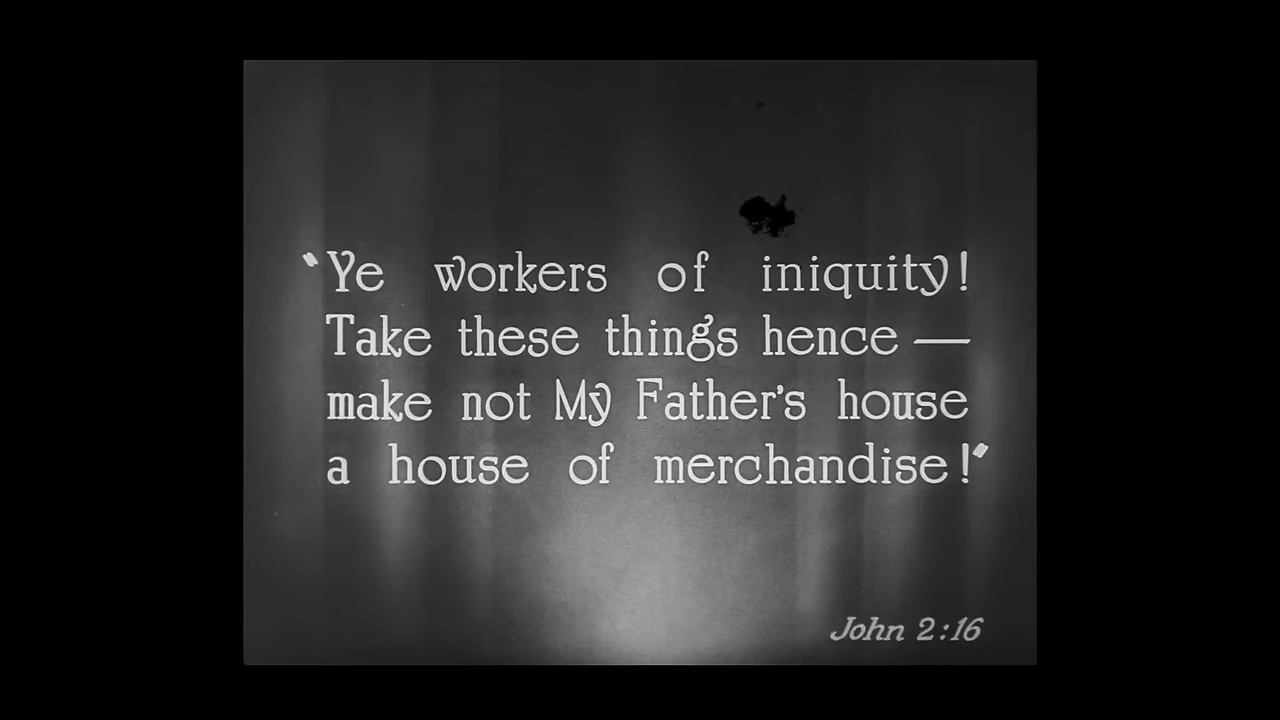 "Ye workers of iniquity!
Take these things hence —
make not My Father's house
a house of merchandise!"
John 2:16